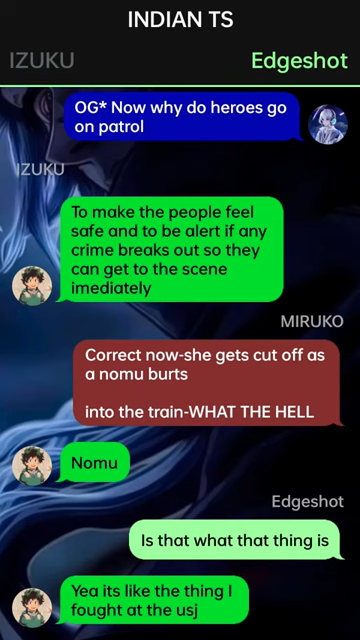 INDIAN TS
IZUKU
Edgeshot
OG* Now why do heroes go
on patrol
IZUKU
To make the people feel
safe and to be alert if any
crime breaks out so they
can get to the scene
imediately
MIRUKO
Correct now-she gets cut off as
a nomu burts
into the train-WHAT THE HELL
Nomu
Edgeshot
Is that what that thing is
Yea its like the thing I
fought at the usj